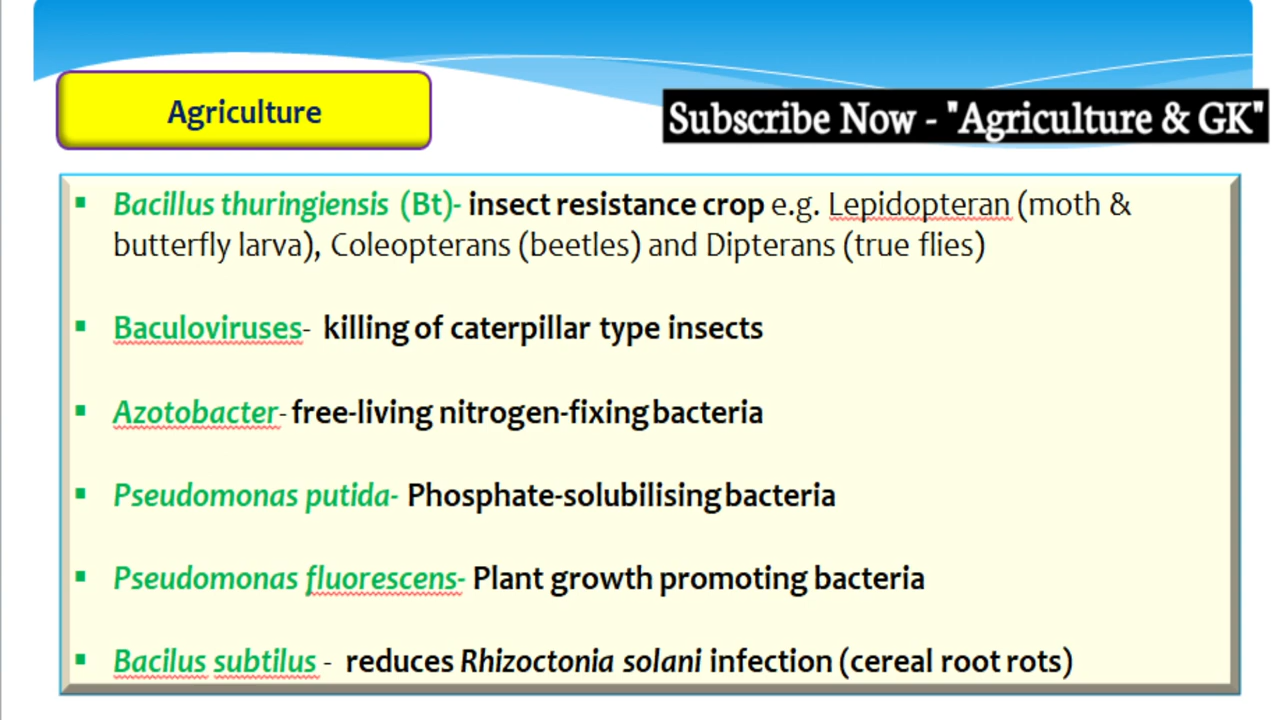 Agriculture
Subscribe Now - "Agriculture & GK"
Bacillus thuringiensis (Bt)- insect resistance crop e.g. Lepidopteran (moth &
butterfly larva), Coleopterans (beetles) and Dipterans (true flies)
Baculoviruses- killing of caterpillar type insects
Azotobacter- free-living nitrogen-fixing bacteria
Pseudomonas putida- Phosphate-solubilising bacteria
Pseudomonas fluorescens- Plant growth promoting bacteria
Bacilus subtilus - reduces Rhizoctonia solani infection (cereal root rots)